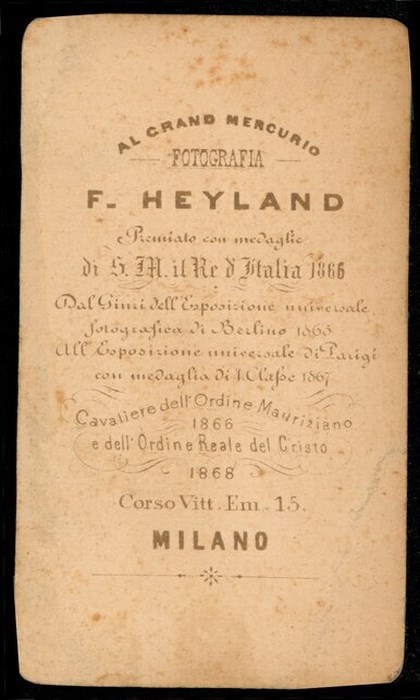 AL GRAND MERCURIO
FOTOGRAFIA
F. HEYLAND
Premiato con medaglie
di S. M. il Re d'Italia 1866
Dal Giuri dell'Esposizione universale
fotografica di Berlino 1865
All'Esposizione universale di Parigi
con medaglia di 1. Classe 1867
Cavaliere dell'Ordine Mauriziano
1866
e dell'Ordine Reale del Cristo
1868
Corso Vitt. Em. 15.
MILANO